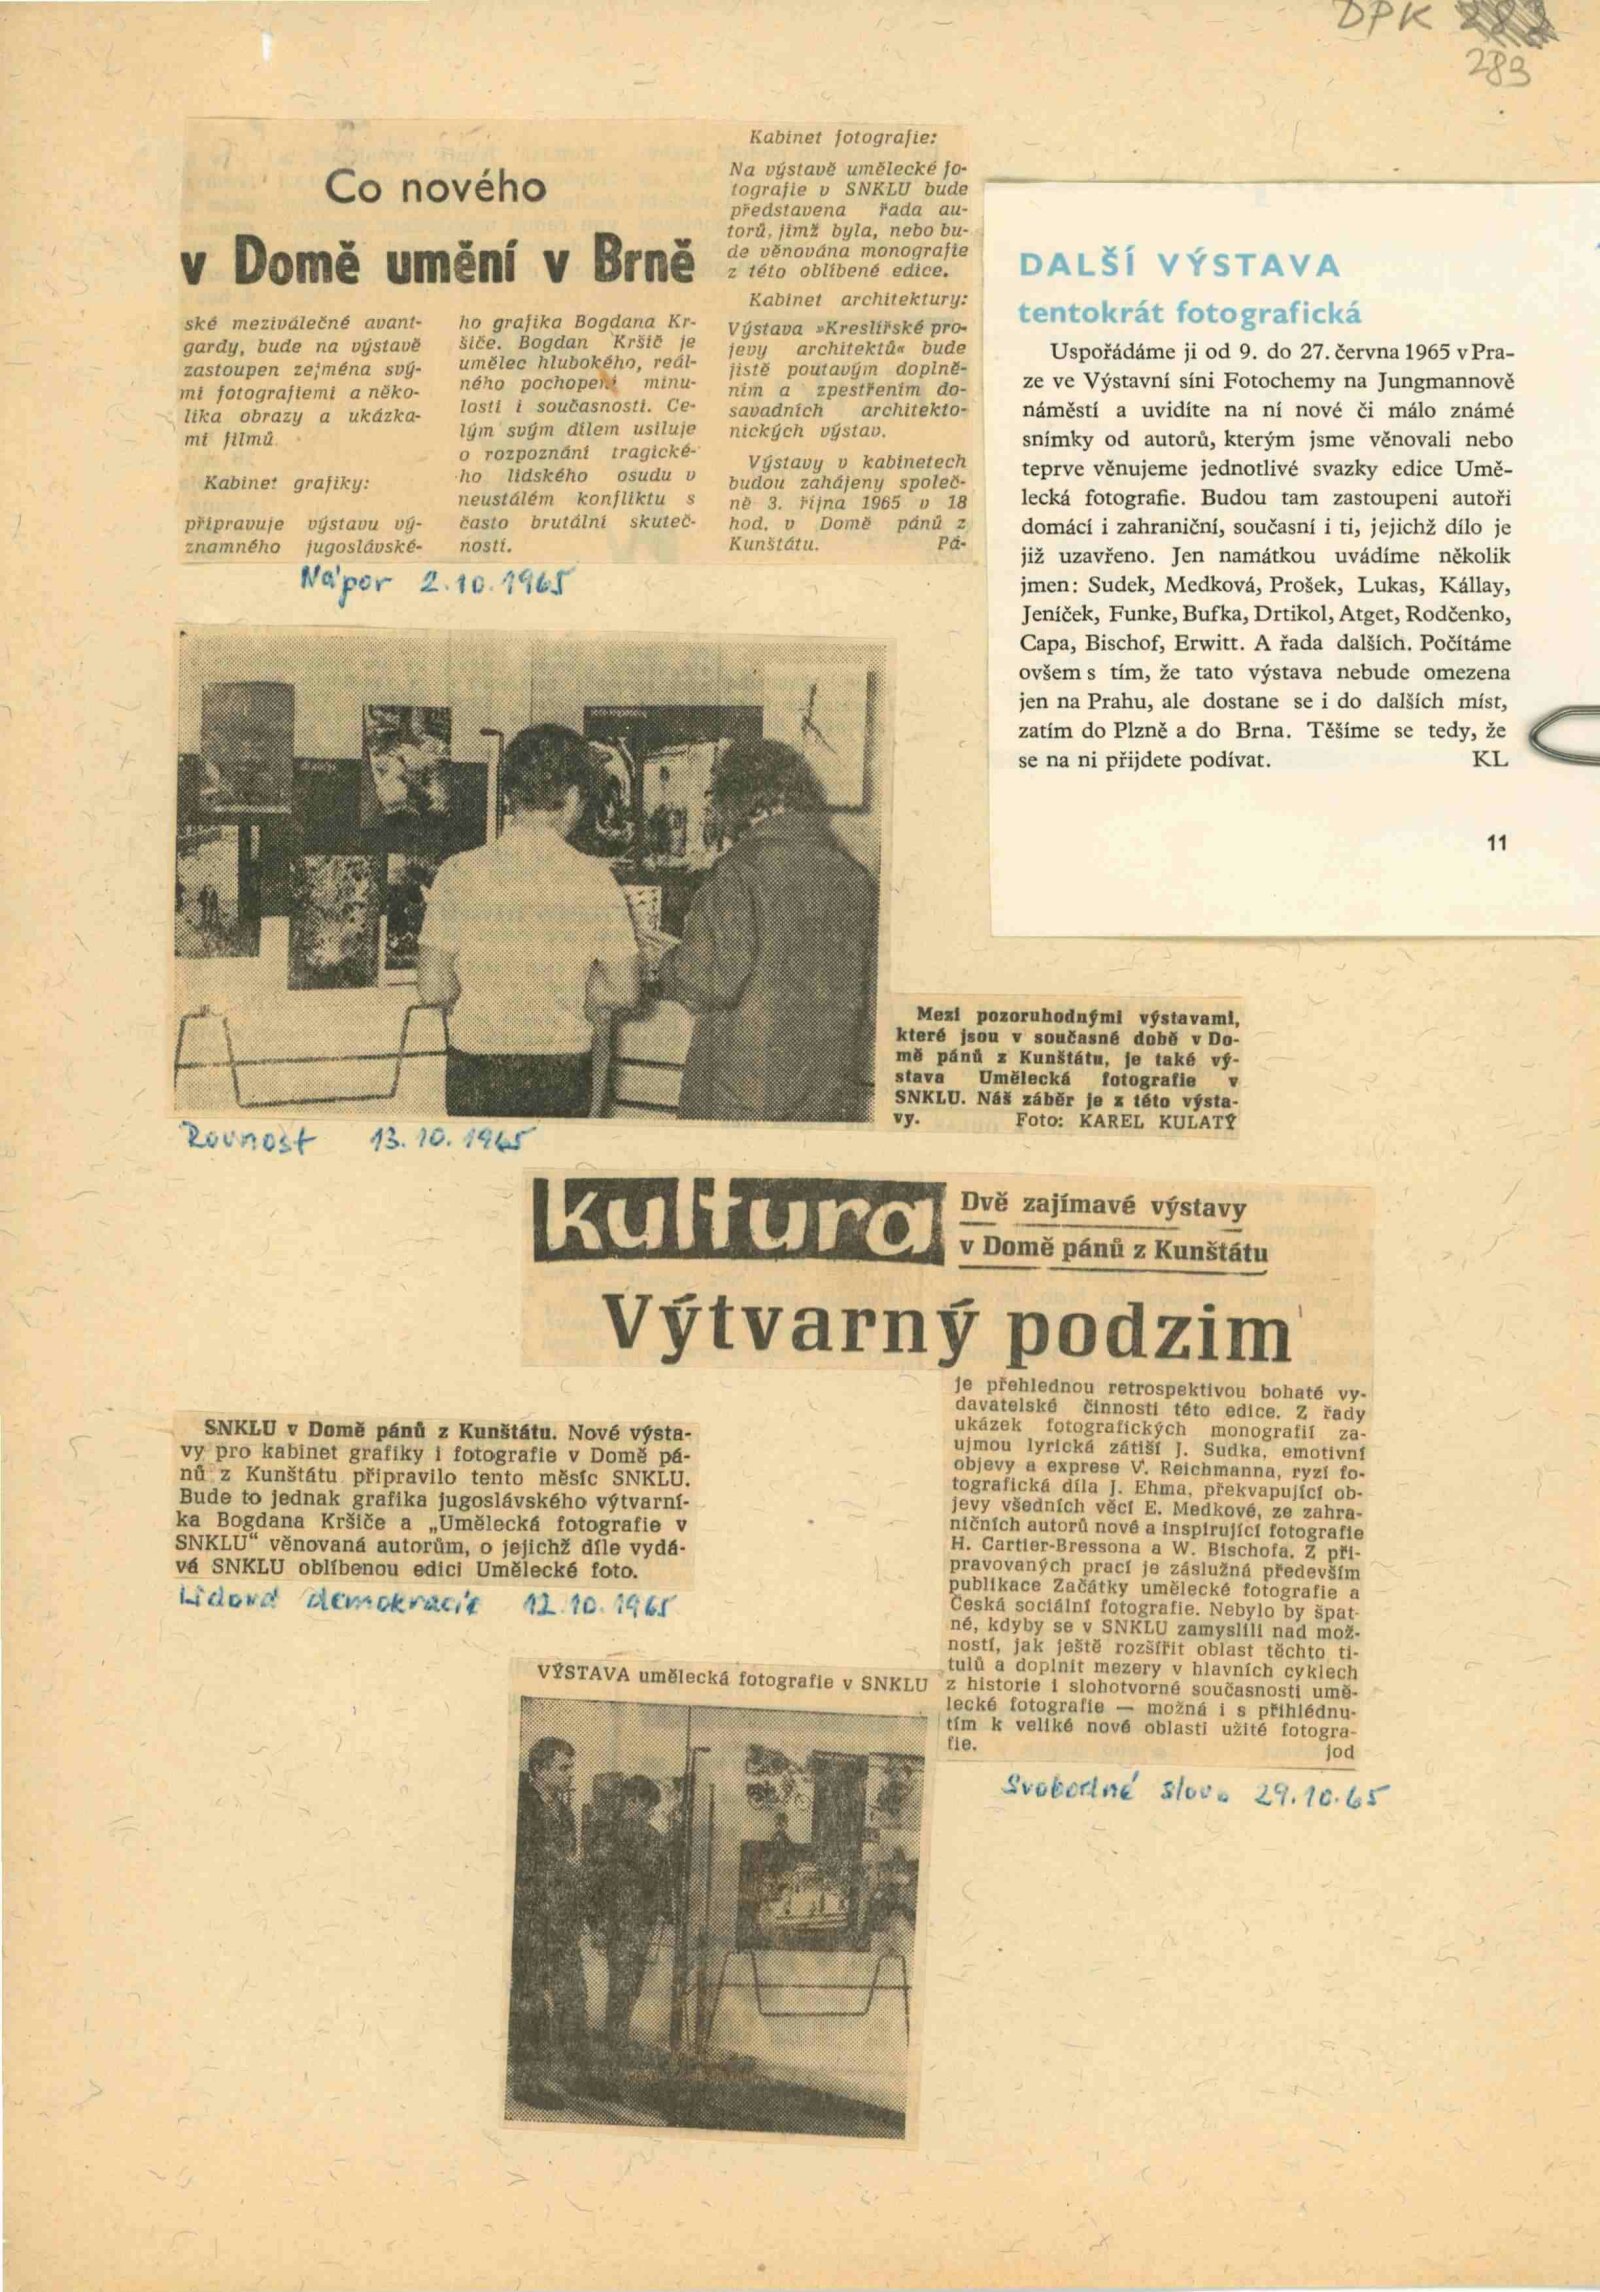 DPK
283
Co nového
v Domě umění v Brně
ské meziválečné avant-
gardy, bude na výstavě
zastoupen zejména svý-
mi fotografiemi a něko-
lika obrazy a ukázka-
mi filmů.
Kabinet grafiky:
připravuje výstavu vý-
znamného jugoslávské-
ho grafika Bogdana Kr-
šiče. Bogdan Kršič je
umělec hlubokého, reál-
ného pochopení minu-
losti i současnosti. Ce-
lým svým dílem usiluje
o rozpoznání tragické-
ho lidského osudu v
neustálém konfliktu s
často brutální skuteč-
ností.
Kabinet fotografie:
Na výstavě umělecké fo-
tografie v SNKLU bude
představena řada au-
torů, jimž byla, nebo bu-
de věnována monografie
z této oblíbené edice.
Kabinet architektury:
Výstava »Kreslířské pro-
jevy architektů« bude
jistě poutavým doplně-
ním a zpestřením do-
savadních architekto-
nických výstav.
Výstavy v kabinetech
budou zahájeny společ-
ně 3. října 1965 v 18
hod. v Domě pánů z
Kunštátu. Pá-
Nápor 2.10.1965
DALŠÍ VÝSTAVA
tentokrát fotografická
Uspořádáme ji od 9. do 27. června 1965 v Pra-
ze ve Výstavní síni Fotochemy na Jungmannově
náměstí a uvidíte na ní nové či málo známé
snímky od autorů, kterým jsme věnovali nebo
teprve věnujeme jednotlivé svazky edice Umě-
lecká fotografie. Budou tam zastoupeni autoři
domácí i zahraniční, současní i ti, jejichž dílo je
již uzavřeno. Jen namátkou uvádíme několik
jmen: Sudek, Medková, Prošek, Lukas, Kállay,
Jeníček, Funke, Bufka, Drtikol, Atget, Rodčenko,
Capa, Bischof, Erwitt. A řada dalších. Počítáme
ovšem s tím, že tato výstava nebude omezena
jen na Prahu, ale dostane se i do dalších míst,
zatím do Plzně a do Brna. Těšíme se tedy, že
se na ni přijdete podívat. KL
11
Mezi pozoruhodnými výstavami,
které jsou v současné době v Do-
mě pánů z Kunštátu, je také vý-
stava Umělecká fotografie v
SNKLU. Náš záběr je z této výsta-
vy. Foto: KAREL KULATÝ
Rovnost 13.10.1965
kultura
Dvě zajímavé výstavy
v Domě pánů z Kunštátu
Výtvarný podzim
SNKLU v Domě pánů z Kunštátu. Nové výsta-
vy pro kabinet grafiky i fotografie v Domě pá-
nů z Kunštátu připravilo tento měsíc SNKLU.
Bude to jednak grafika jugoslávského výtvarní-
ka Bogdana Kršiče a „Umělecká fotografie v
SNKLU“ věnovaná autorům, o jejichž díle vydá-
vá SNKLU oblíbenou edici Umělecké foto.
Lidová demokracie 12.10.1965
je přehlednou retrospektivou bohaté vy-
davatelské činnosti této edice. Z řady
ukázek fotografických monografií za-
ujmou lyrická zátiší J. Sudka, emotivní
objevy a exprese V. Reichmanna, ryzí fo-
tografická díla J. Ehma, překvapující ob-
jevy všedních věcí E. Medkové, ze zahra-
ničních autorů nové a inspirující fotografie
H. Cartier-Bressona a W. Bischofa. Z při-
pravovaných prací je záslužná především
publikace Začátky umělecké fotografie a
Česká sociální fotografie. Nebylo by špat-
né, kdyby se v SNKLU zamyslili nad mož-
ností, jak ještě rozšířit oblast těchto ti-
tulů a doplnit mezery v hlavních cyklech
z historie i slohotvorné současnosti umě-
lecké fotografie — možná i s přihlédnu-
tím k veliké nové oblasti užité fotogra-
fie. jod
VÝSTAVA umělecká fotografie v SNKLU
Svobodné slovo 29.10.65